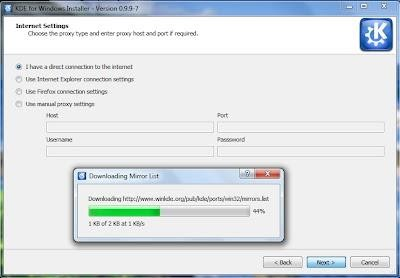 KDE for Windows Installer - Version 0.9.9-7
Internet Settings
Choose the proxy type and enter proxy host and port if required.
I have a direct connection to the internet
Use Internet Explorer connection settings
Use Firefox connection settings
Use manual proxy settings
Host Port
Username Passsword
Downloading Mirror List
Downloading http://www.winkde.org/pub/kde/ports/win32/mirrors.list
44%
1 KB of 2 KB at 1 KB/s
< Back Next > Cancel